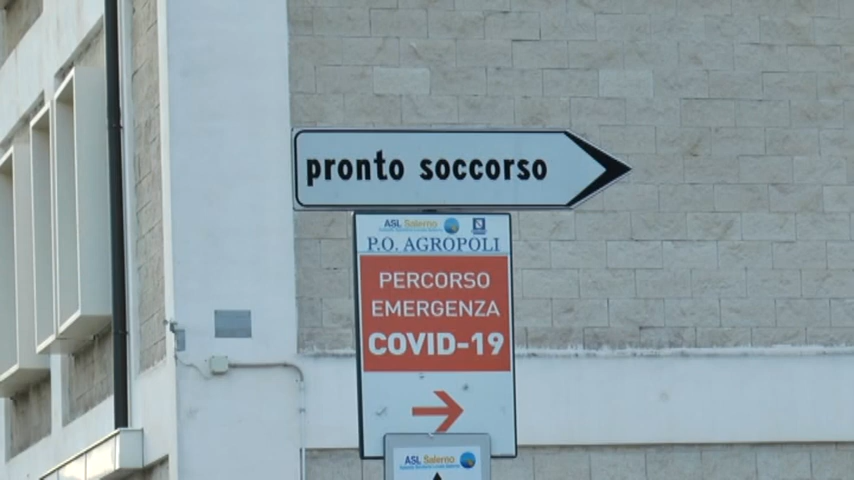 pronto soccorso
ASL Salerno
P.O. AGROPOLI
PERCORSO
EMERGENZA
COVID-19
ASL Salerno